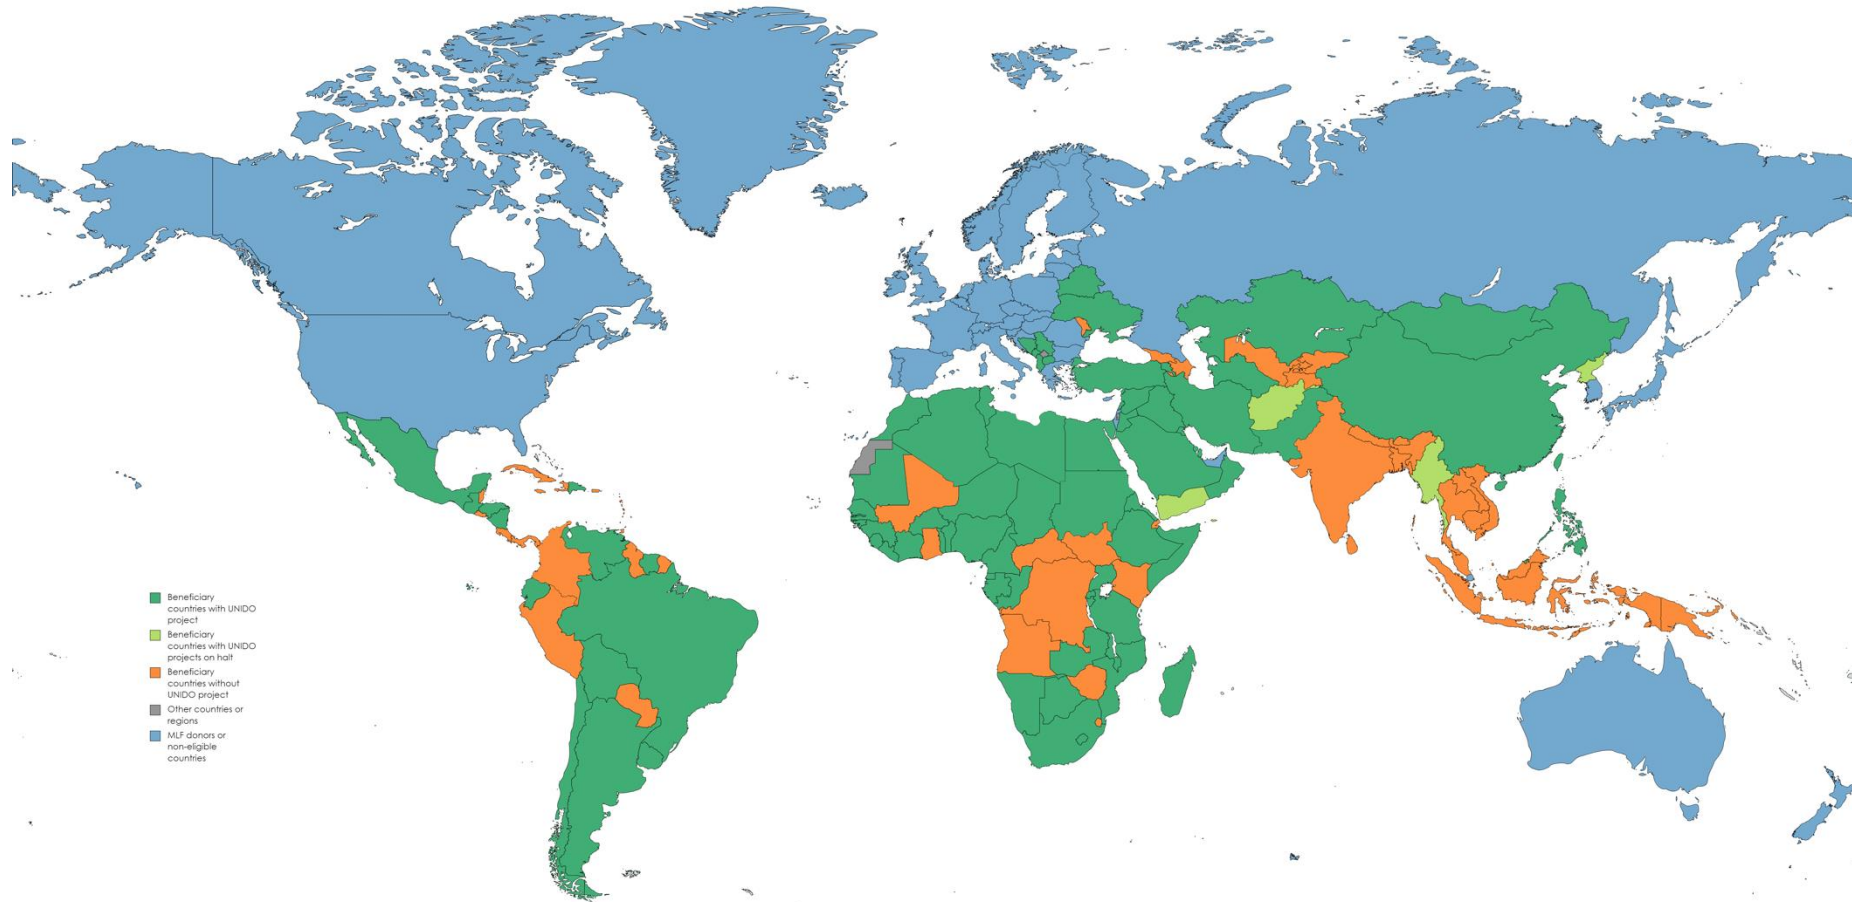 Beneficiary
countries with UNIDO
project
Beneficiary
countries with UNIDO
projects on halt
Beneficiary
countries without
UNIDO project
Other countries or
regions
MLF donors or
non-eligible
countries